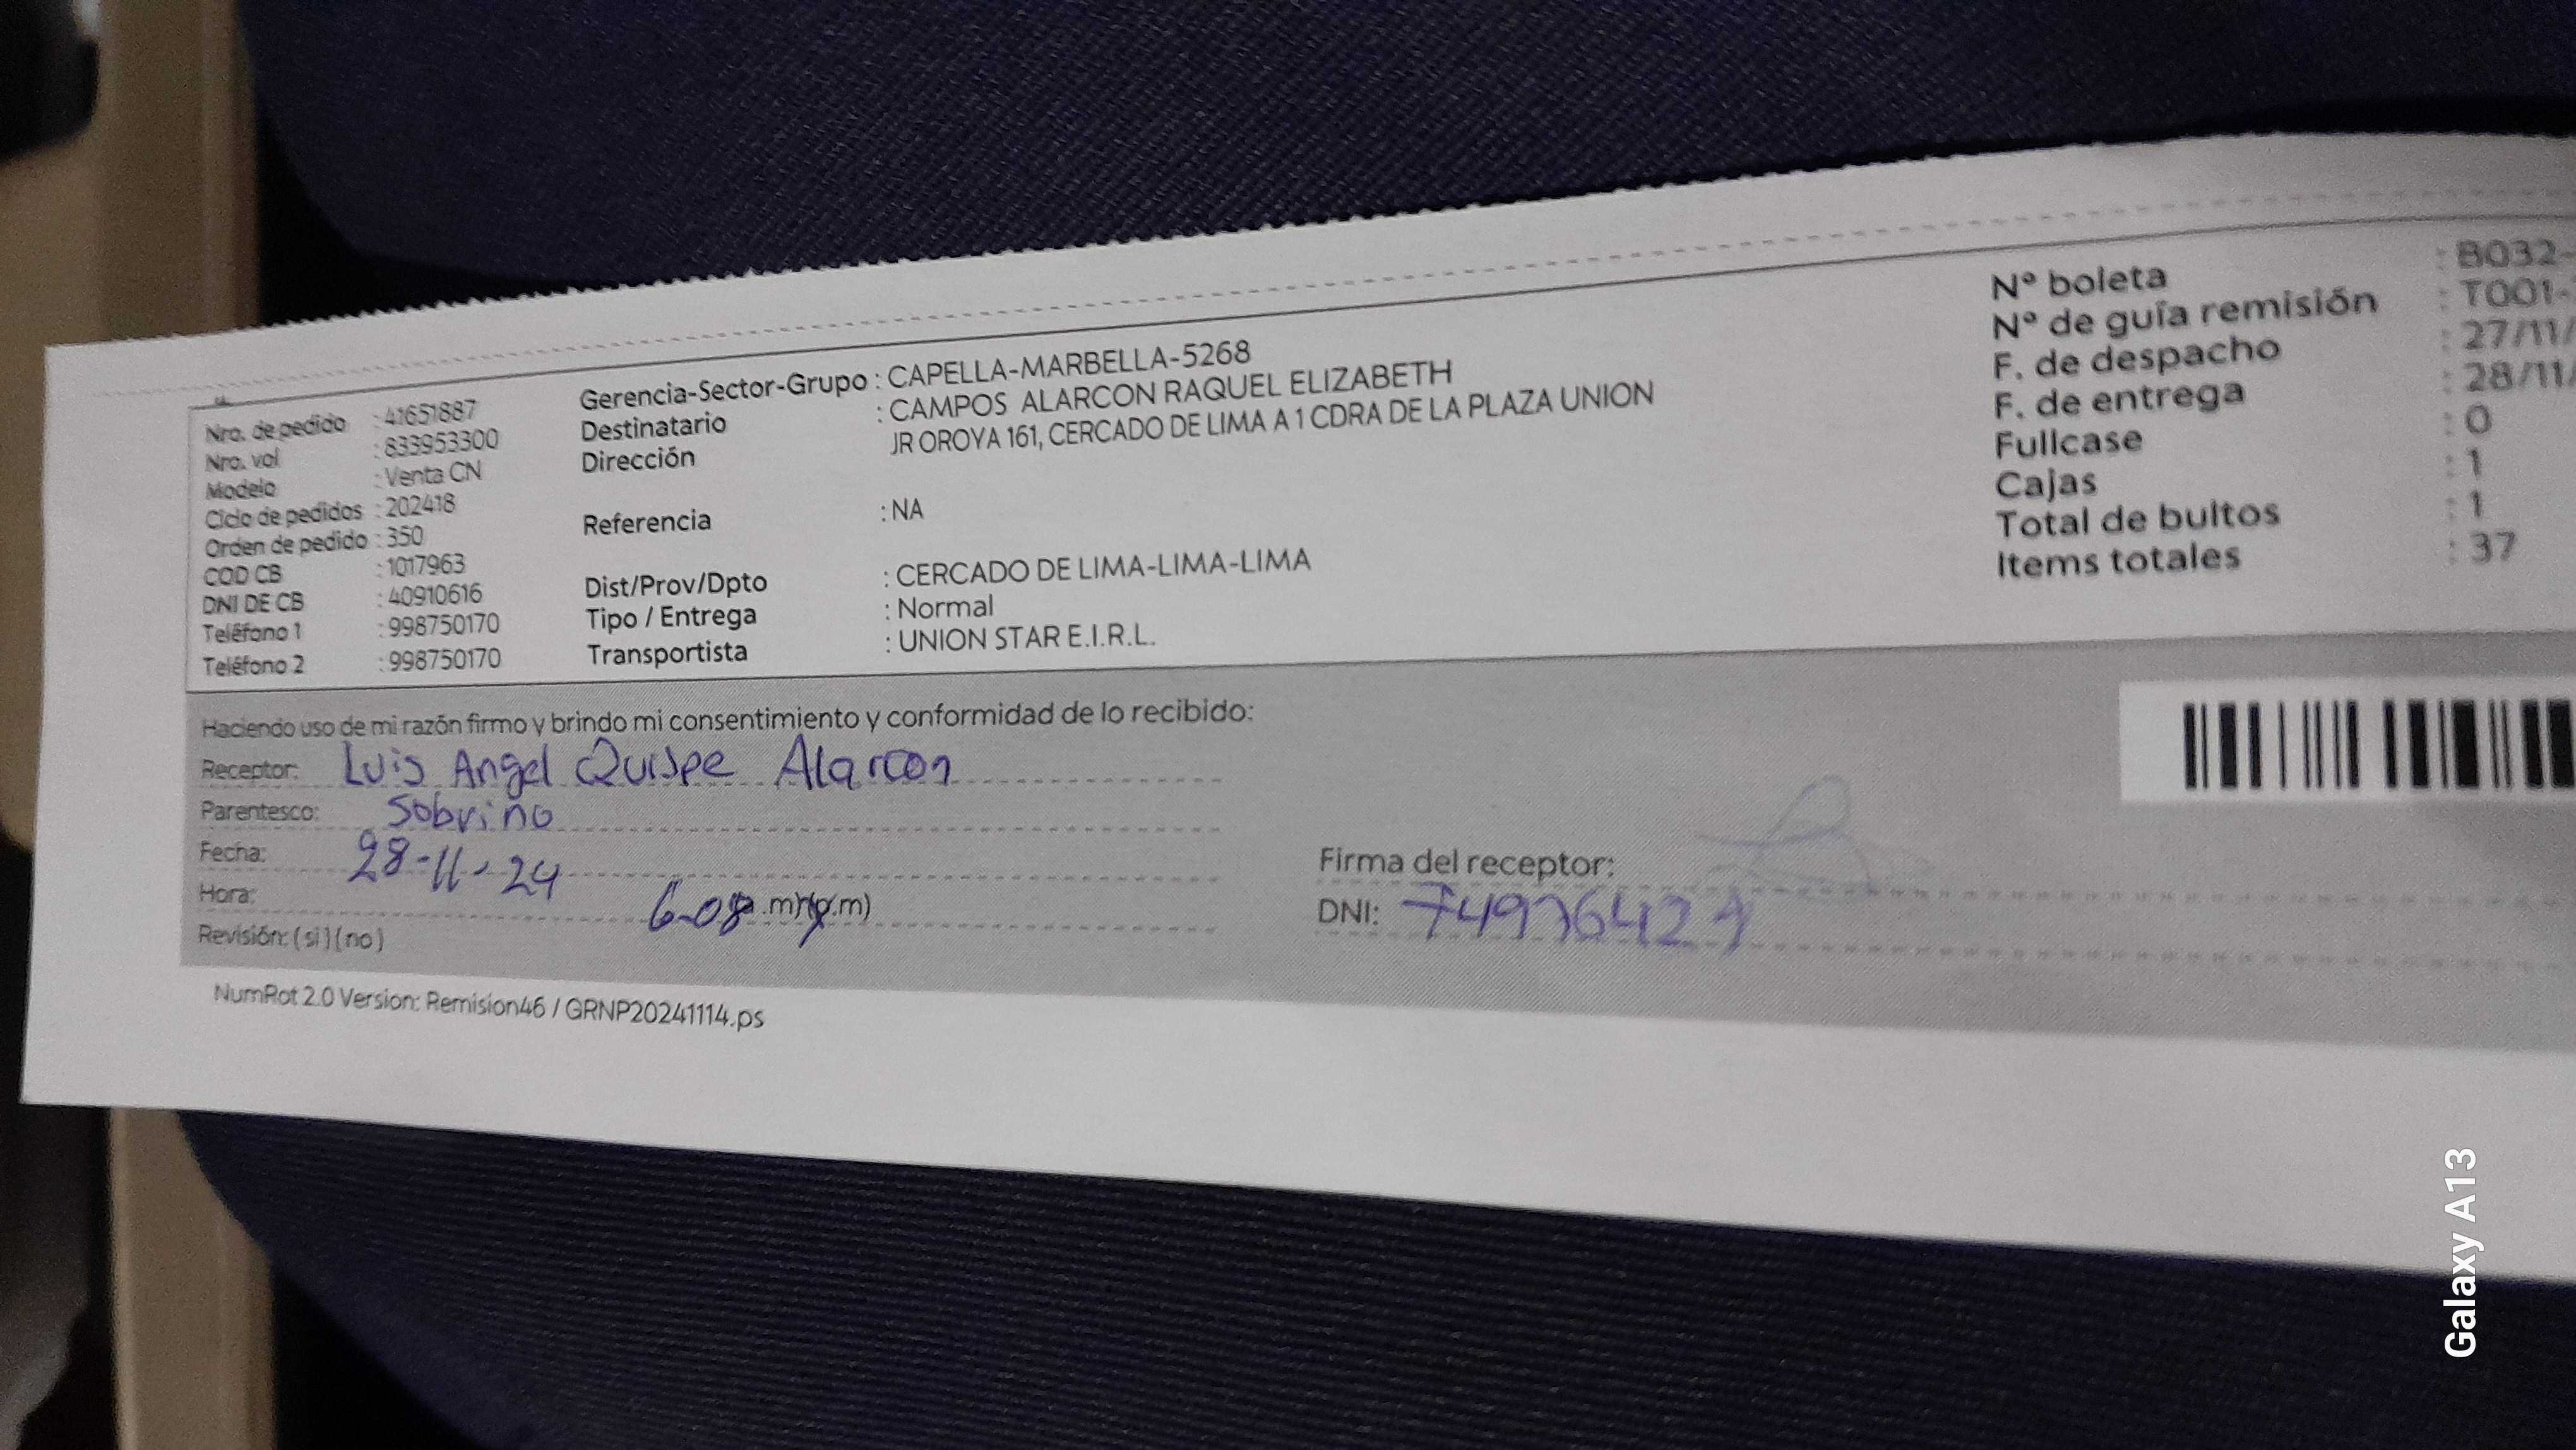 Nro. de pedido : 41651887
Nro. vol : 833953300
Modelo : Venta CN
Ciclo de pedidos : 202418
Orden de pedido : 350
COD CB : 1017963
DNI DE CB : 40910616
Teléfono 1 : 998750170
Teléfono 2 : 998750170
Gerencia-Sector-Grupo : CAPELLA-MARBELLA-5268
Destinatario : CAMPOS ALARCON RAQUEL ELIZABETH
Dirección JR OROYA 161, CERCADO DE LIMA A 1 CDRA DE LA PLAZA UNION
Referencia : NA
Dist/Prov/Dpto : CERCADO DE LIMA-LIMA-LIMA
Tipo / Entrega : Normal
Transportista : UNION STAR E.I.R.L.
Nº boleta : B032-
Nº de guía remisión : T001-
F. de despacho : 27/11/
F. de entrega : 28/11/
Fullcase : 0
Cajas : 1
Total de bultos : 1
Items totales : 37
Haciendo uso de mi razón firmo y brindo mi consentimiento y conformidad de lo recibido:
Receptor: Luis Angel Quispe Alarcon
Parentesco: Sobrino
Fecha: 28-11-24
Hora: 6-08 (a.m) (p.m)
Revisión: (si) (no)
Firma del receptor:
DNI:
NumRot 2.0 Version: Remision46 / GRNP20241114.ps
Galaxy A13